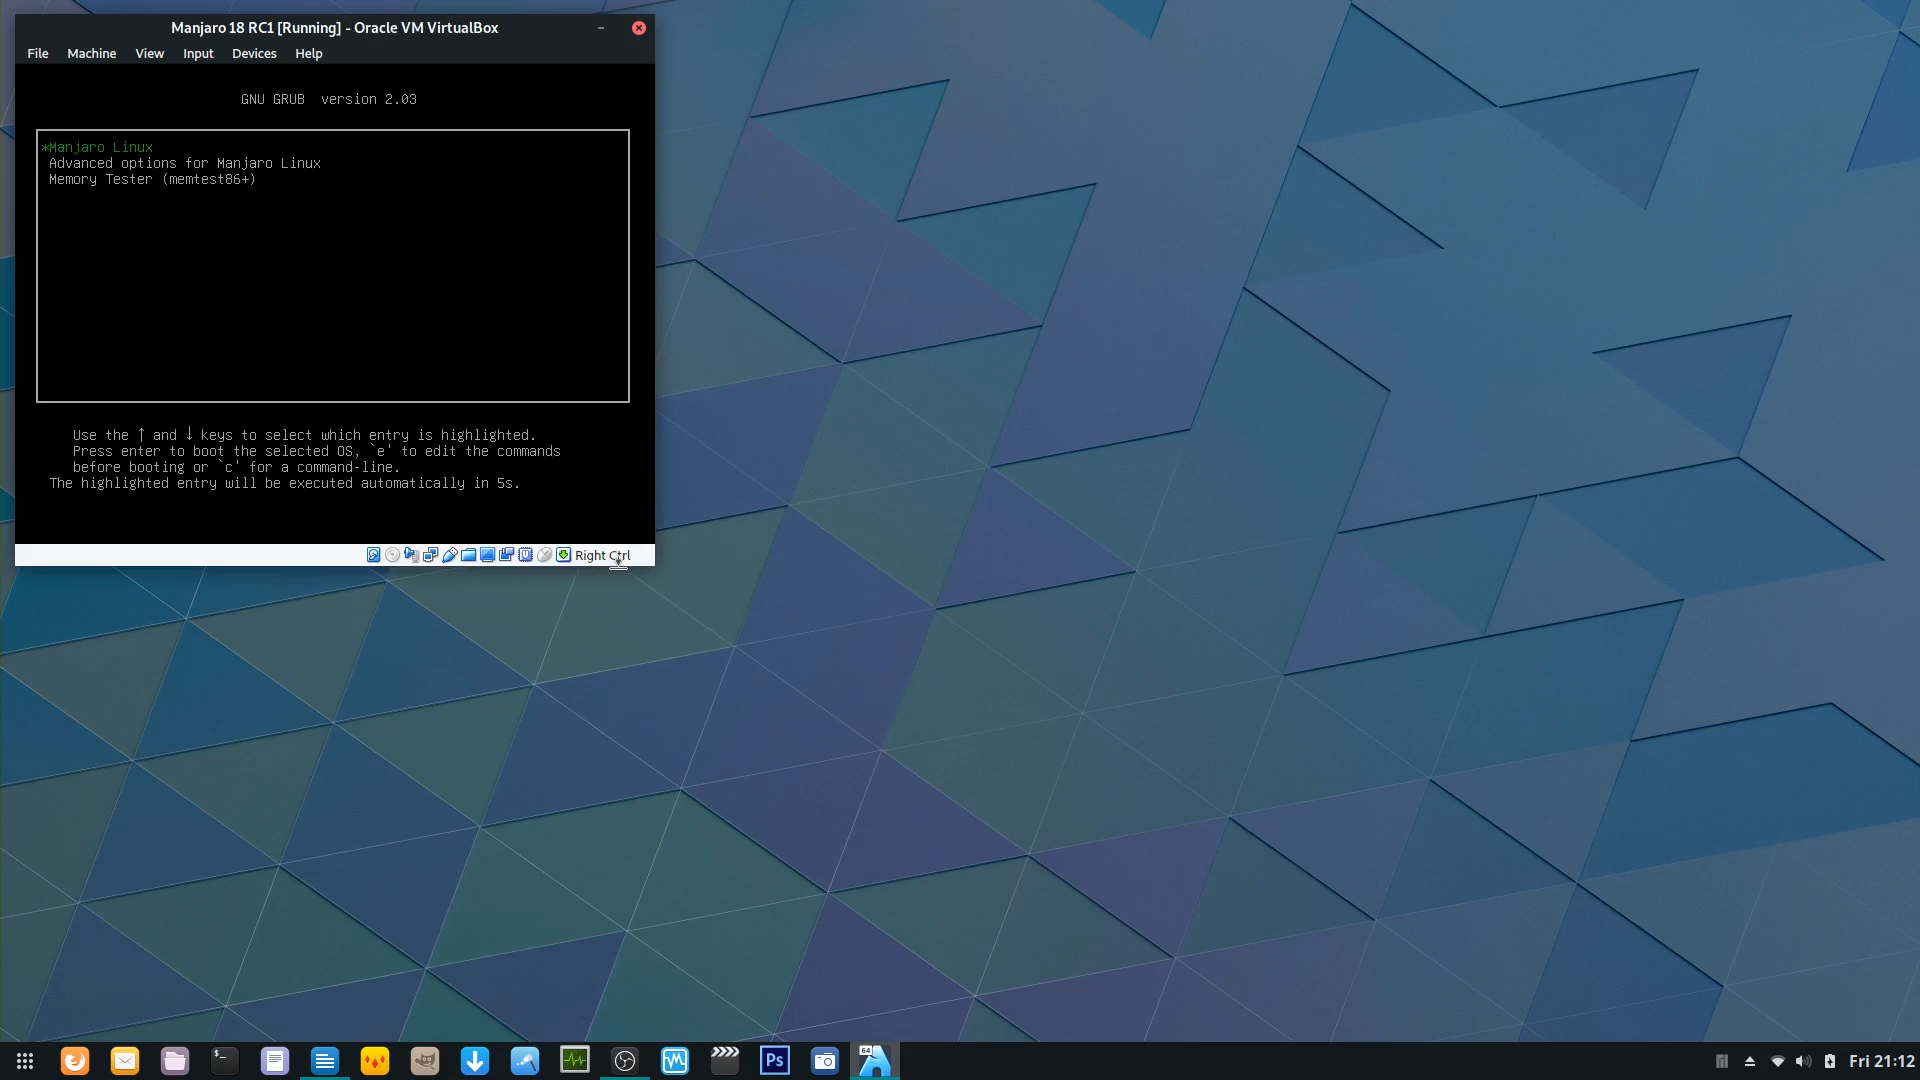 Manjaro 18 RC1 [Running] - Oracle VM VirtualBox
File Machine View Input Devices Help
GNU GRUB version 2.03
*Manjaro Linux
Advanced options for Manjaro Linux
Memory Tester (memtest86+)
Use the ↑ and ↓ keys to select which entry is highlighted.
Press enter to boot the selected OS, `e' to edit the commands
before booting or `c' for a command-line.
The highlighted entry will be executed automatically in 5s.
Right Ctrl
$_
Ps
64
Fri 21:12